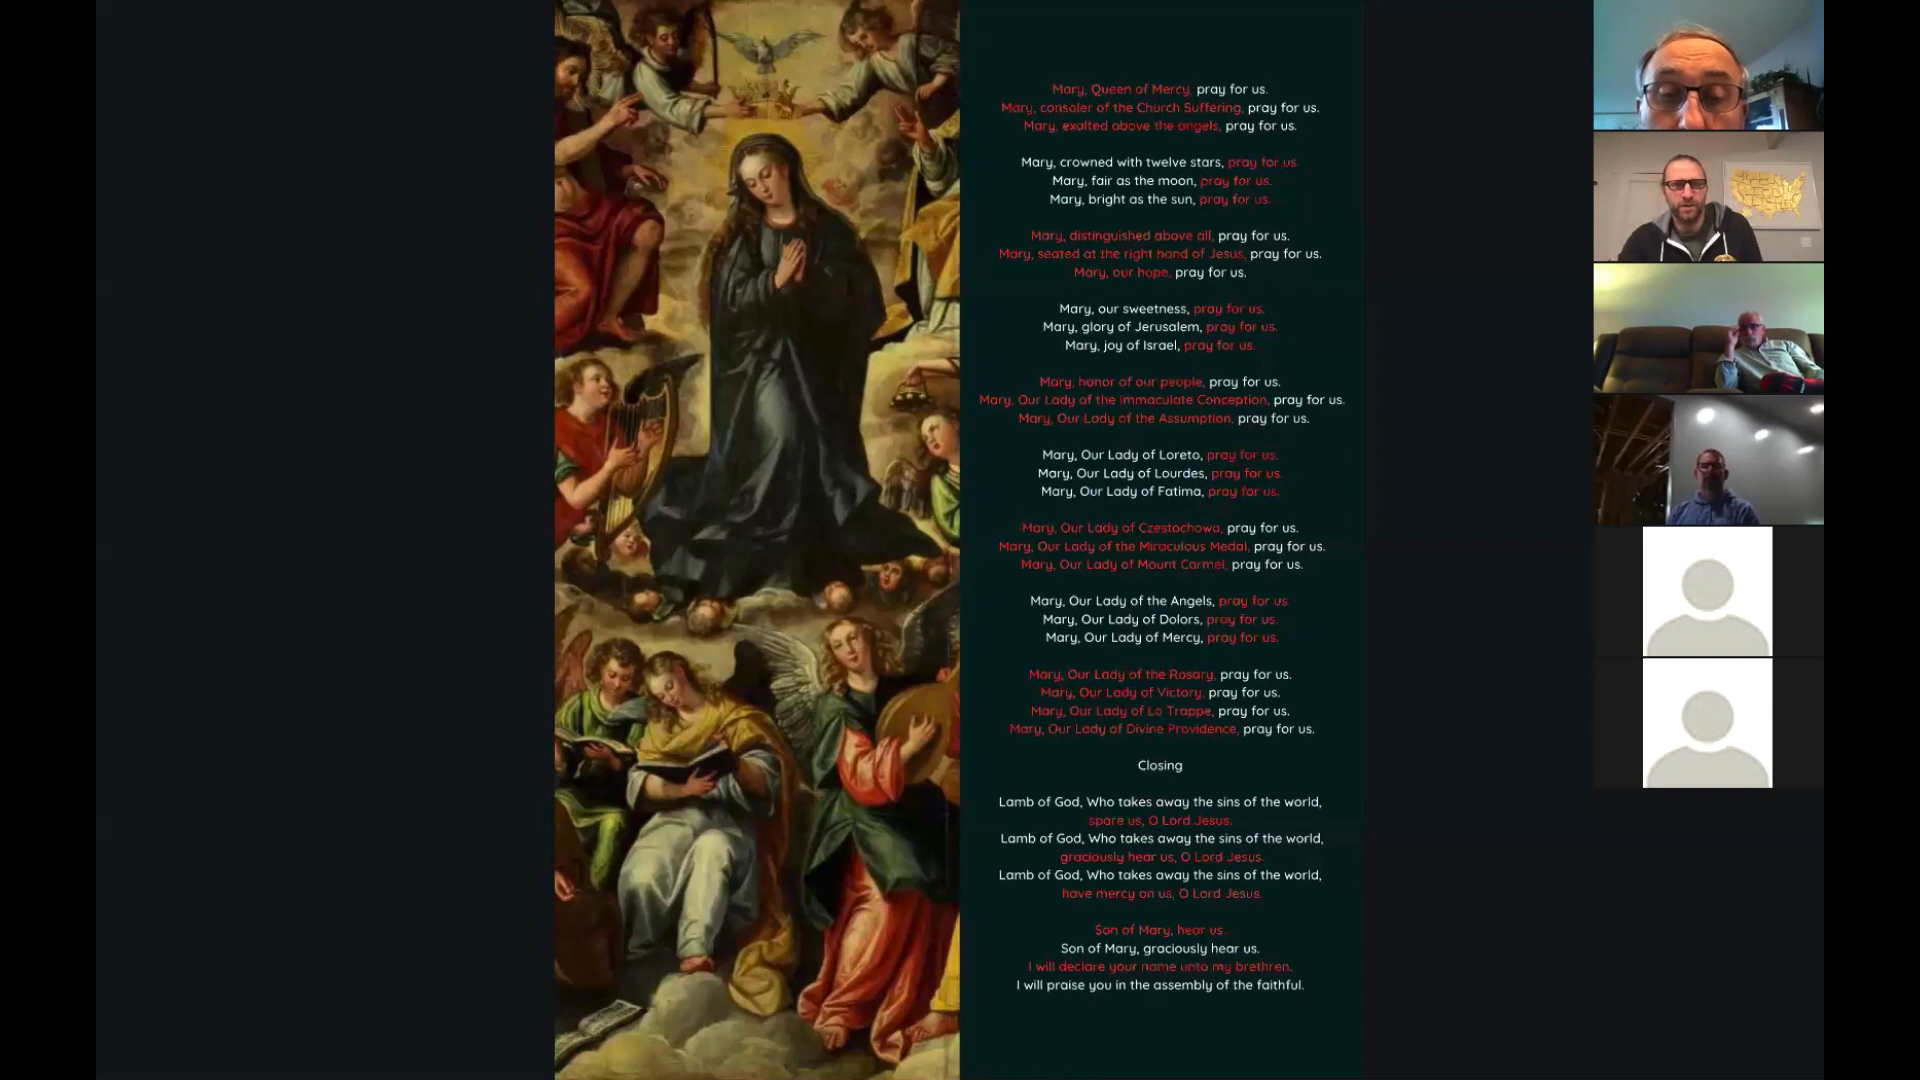 Mary, Queen of Mercy, pray for us.
Mary, consoler of the Church Suffering, pray for us.
Mary, exalted above the angels, pray for us.
Mary, crowned with twelve stars, pray for us.
Mary, fair as the moon, pray for us.
Mary, bright as the sun, pray for us.
Mary, distinguished above all, pray for us.
Mary, seated at the right hand of Jesus, pray for us.
Mary, our hope, pray for us.
Mary, our sweetness, pray for us.
Mary, glory of Jerusalem, pray for us.
Mary, joy of Israel, pray for us.
Mary, honor of our people, pray for us.
Mary, Our Lady of the Immaculate Conception, pray for us.
Mary, Our Lady of the Assumption, pray for us.
Mary, Our Lady of Loreto, pray for us.
Mary, Our Lady of Lourdes, pray for us.
Mary, Our Lady of Fatima, pray for us.
Mary, Our Lady of Czestochowa, pray for us.
Mary, Our Lady of the Miraculous Medal, pray for us.
Mary, Our Lady of Mount Carmel, pray for us.
Mary, Our Lady of the Angels, pray for us.
Mary, Our Lady of Dolors, pray for us.
Mary, Our Lady of Mercy, pray for us.
Mary, Our Lady of the Rosary, pray for us.
Mary, Our Lady of Victory, pray for us.
Mary, Our Lady of La Trappe, pray for us.
Mary, Our Lady of Divine Providence, pray for us.
Closing
Lamb of God, Who takes away the sins of the world,
spare us, O Lord Jesus.
Lamb of God, Who takes away the sins of the world,
graciously hear us, O Lord Jesus.
Lamb of God, Who takes away the sins of the world,
have mercy on us, O Lord Jesus.
Son of Mary, hear us.
Son of Mary, graciously hear us.
I will declare your name unto my brethren.
I will praise you in the assembly of the faithful.